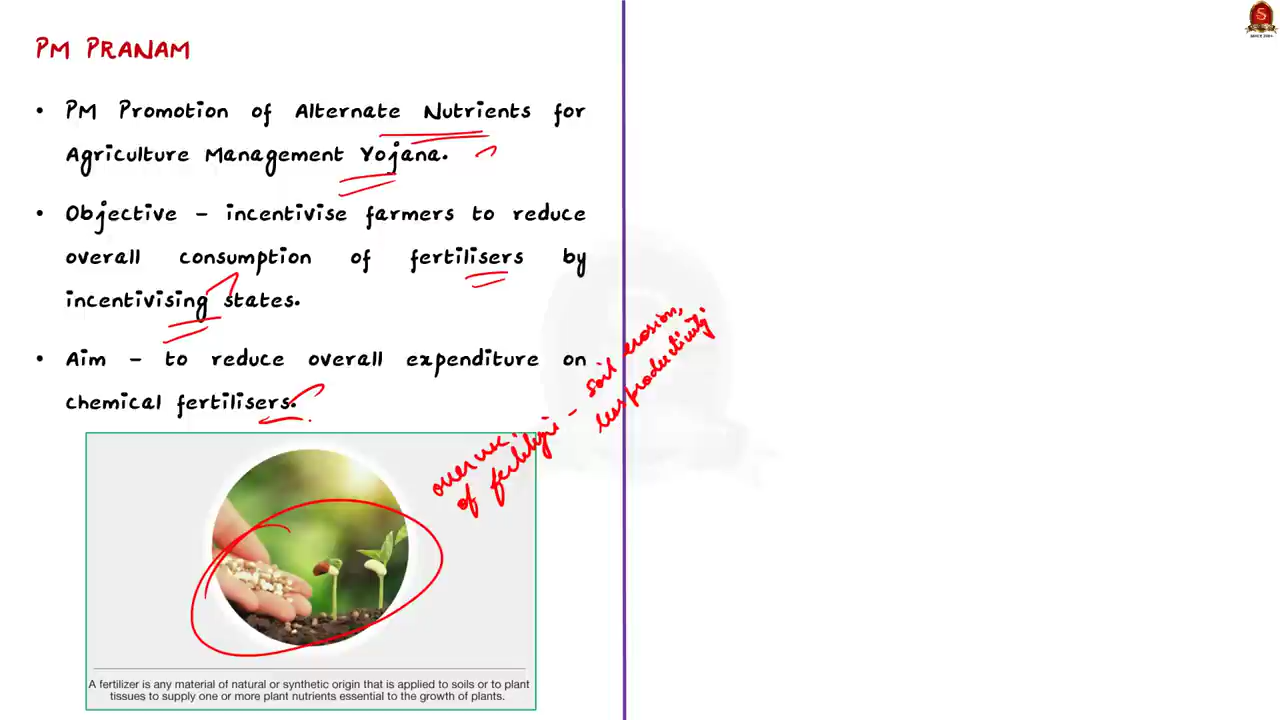 PM PRANAM
• PM Promotion of Alternate Nutrients for
Agriculture Management Yojana.
• Objective – incentivise farmers to reduce
overall consumption of fertilisers by
incentivising states.
• Aim – to reduce overall expenditure on
chemical fertilisers.
over use
of
soil erosion,
less productivity.
A fertilizer is any material of natural or synthetic origin that is applied to soils or to plant
tissues to supply one or more plant nutrients essential to the growth of plants.